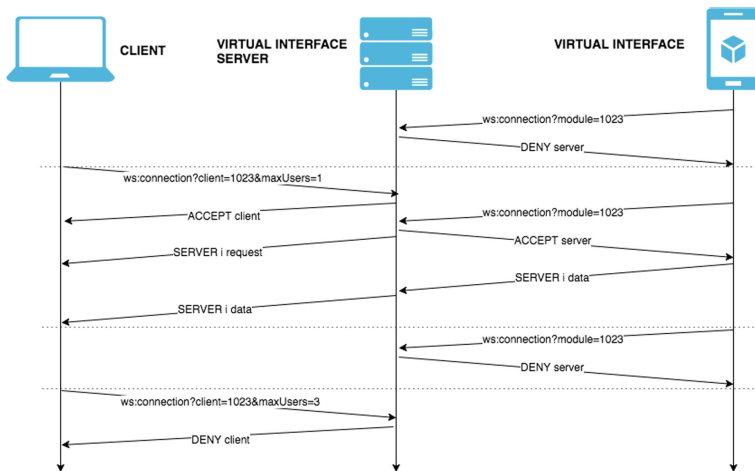 CLIENT
VIRTUAL INTERFACE
SERVER
VIRTUAL INTERFACE
ws:connection?module=1023
DENY server
ws:connection?client=1023&maxUsers=1
ACCEPT client
ws:connection?module=1023
ACCEPT server
SERVER i request
SERVER i data
SERVER i data
ws:connection?module=1023
DENY server
ws:connection?client=1023&maxUsers=3
DENY client